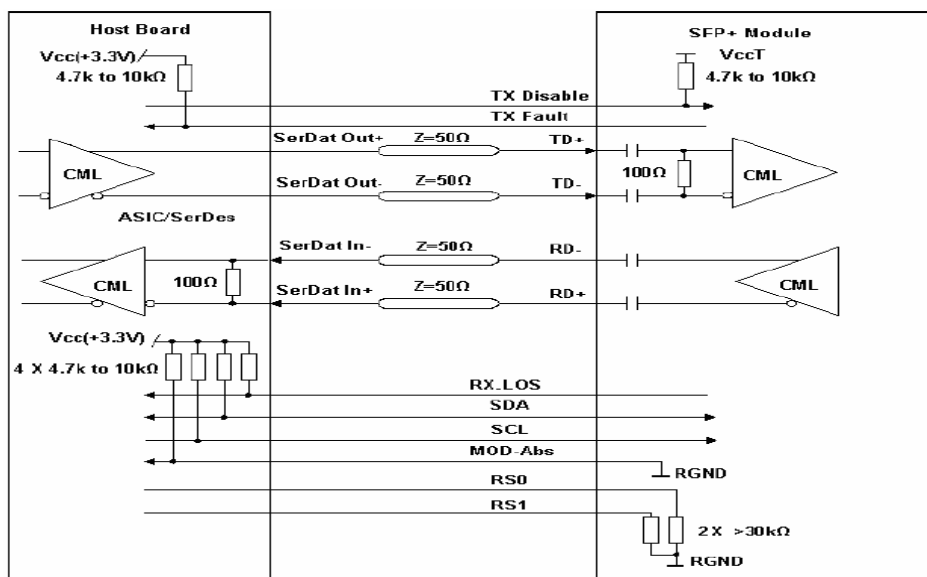 Host Board
SFP+ Module
Vcc(+3.3V)
4.7k to 10kΩ
VccT
4.7k to 10kΩ
TX Disable
TX Fault
SerDat Out+
Z=50Ω
TD+
CML
100Ω
CML
SerDat Out-
Z=50Ω
TD-
ASIC/SerDes
SerDat In-
Z=50Ω
RD-
CML
100Ω
CML
SerDat In+
Z=50Ω
RD+
Vcc(+3.3V)
4 X 4.7k to 10kΩ
RX-LOS
SDA
SCL
MOD-Abs
RGND
RS0
RS1
2 X >30kΩ
RGND